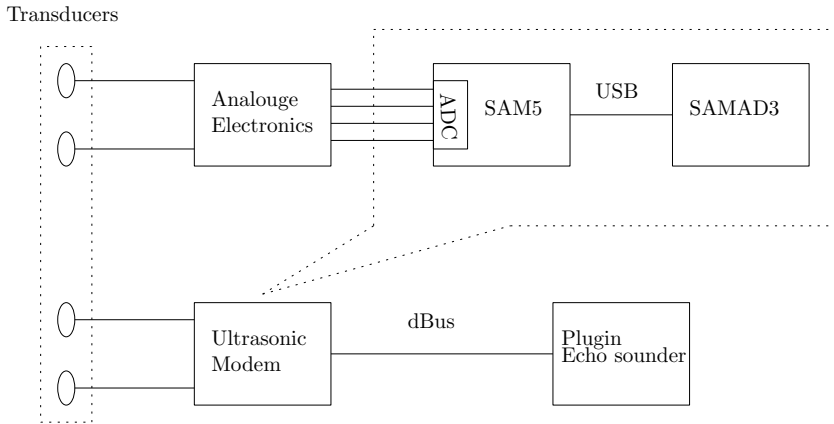 Transducers
Analouge
Electronics
ADC
SAM5
USB
SAMAD3
Ultrasonic
Modem
dBus
Plugin
Echo sounder